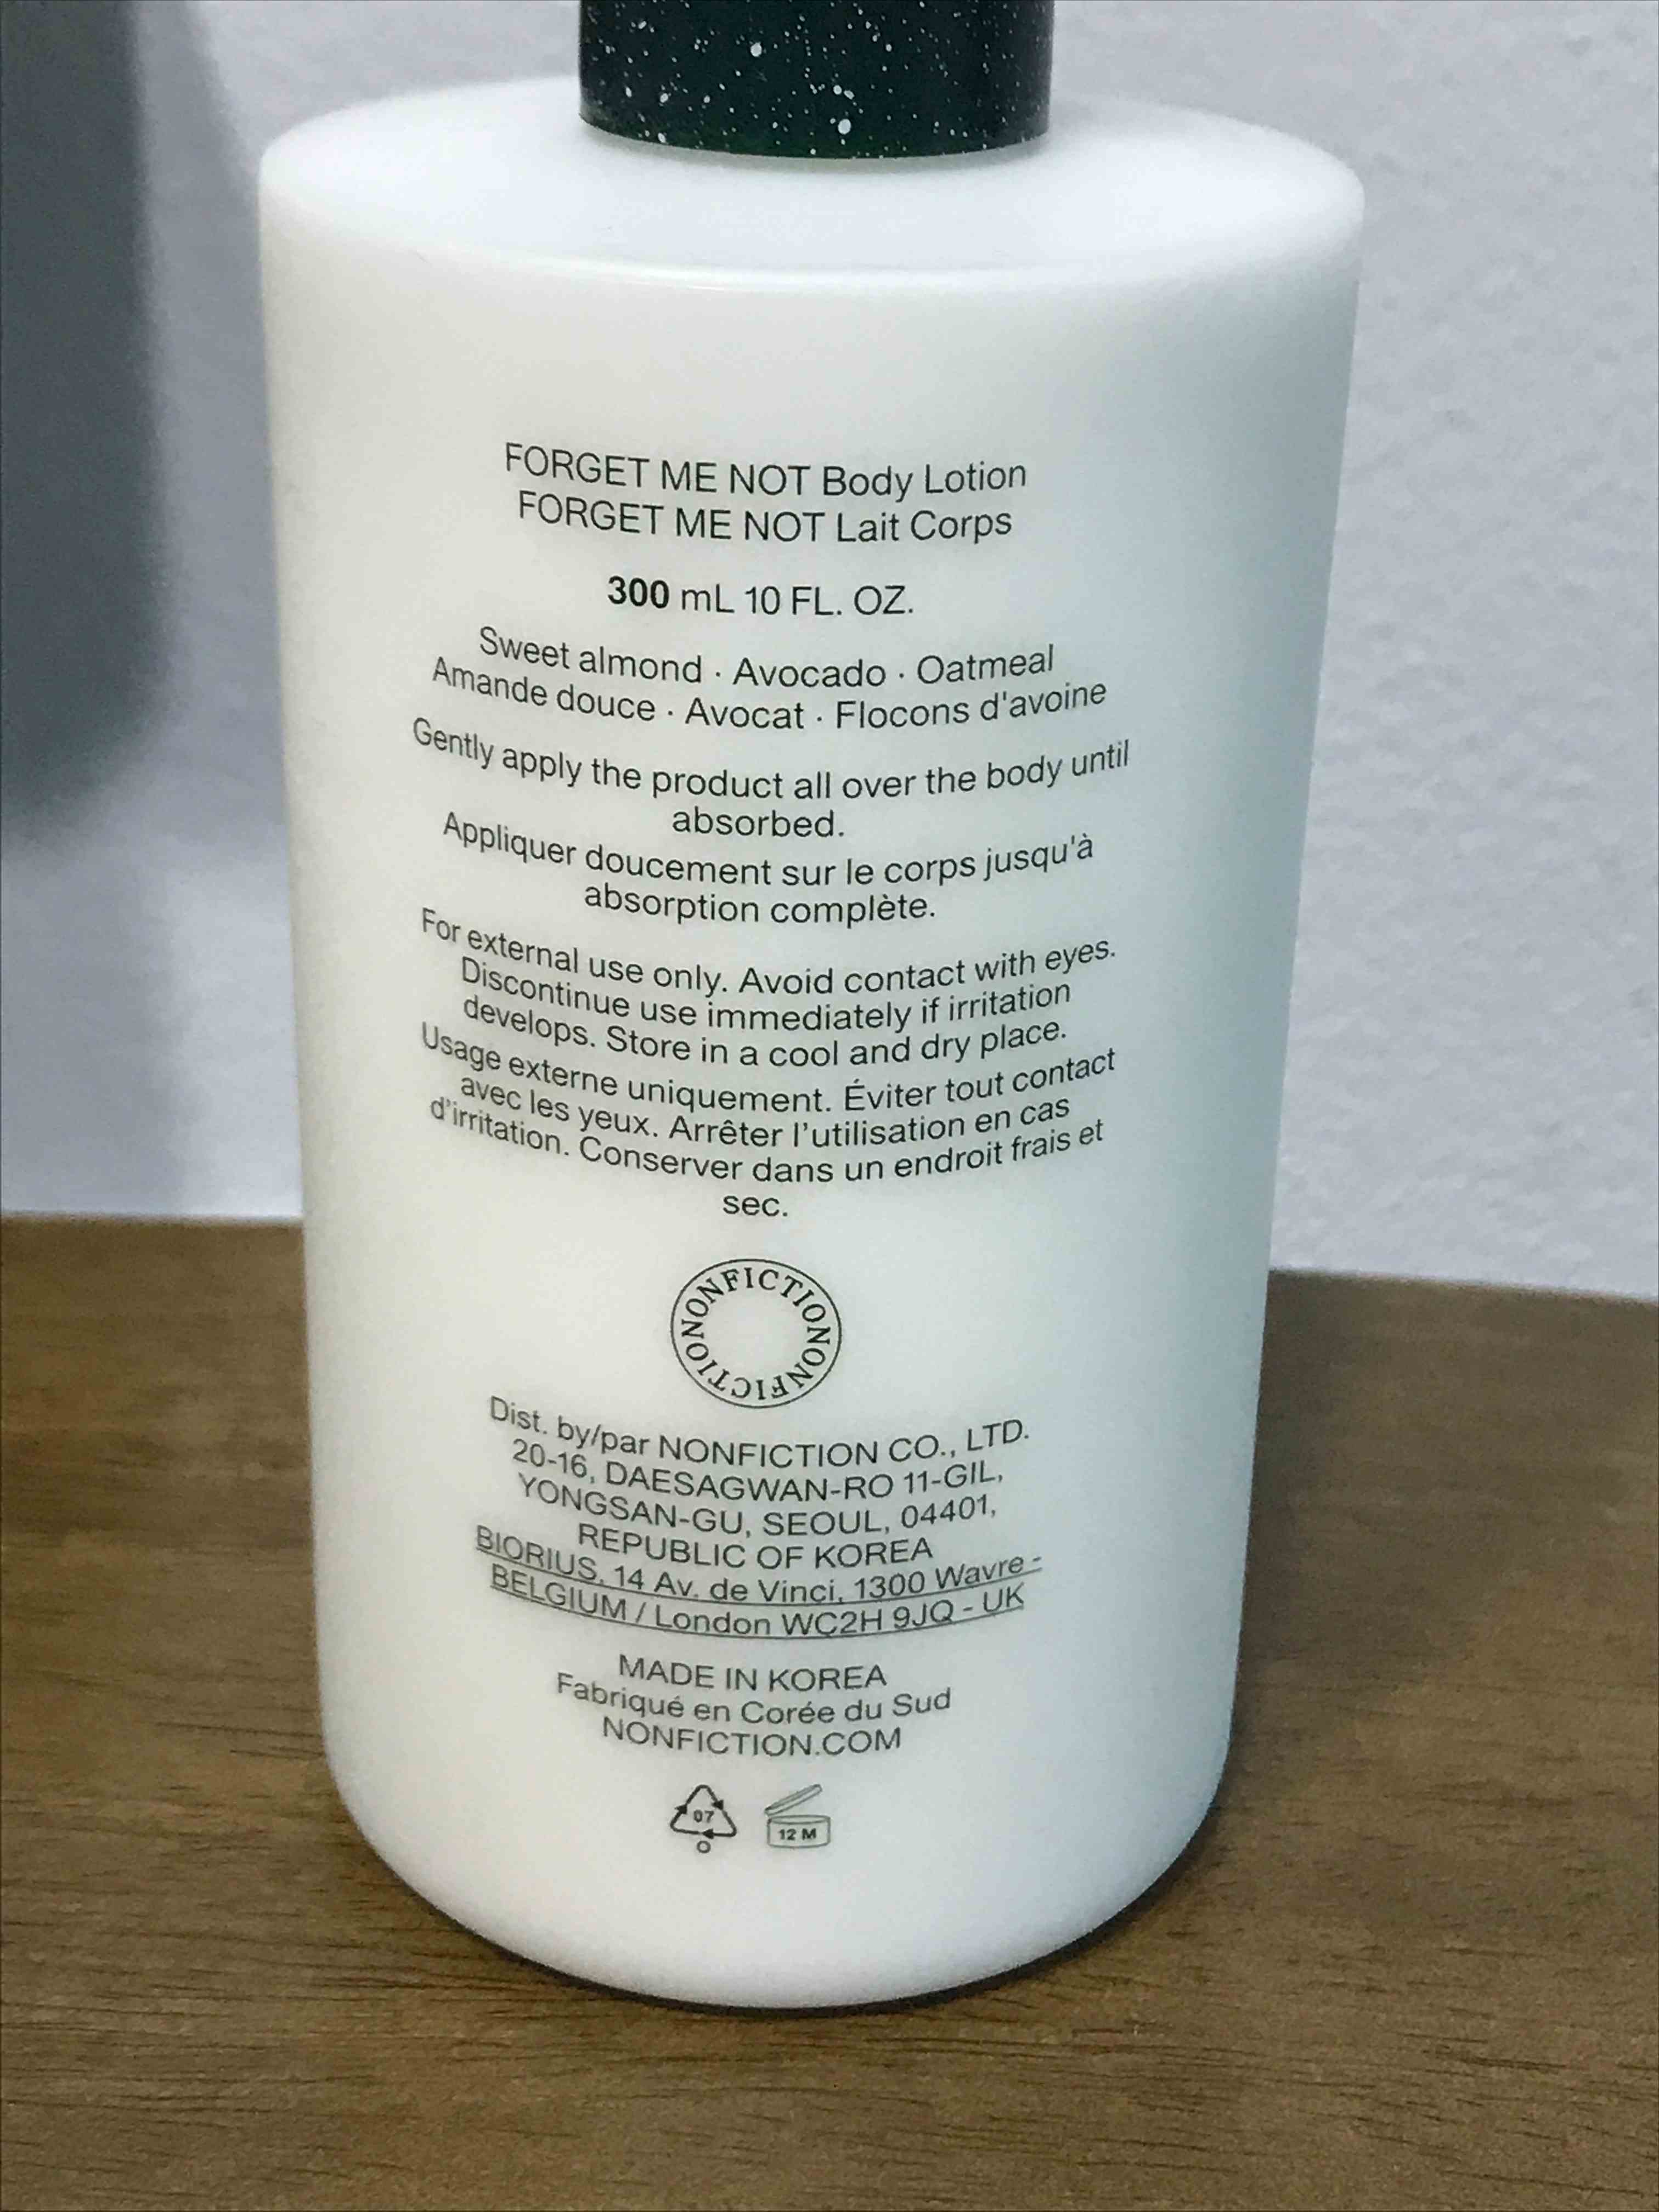 FORGET ME NOT Body Lotion
FORGET ME NOT Lait Corps
300 mL 10 FL. OZ.
Sweet almond · Avocado · Oatmeal
Amande douce · Avocat · Flocons d'avoine
Gently apply the product all over the body until
absorbed.
Appliquer doucement sur le corps jusqu'à
absorption complète.
For external use only. Avoid contact with eyes.
Discontinue use immediately if irritation
develops. Store in a cool and dry place.
Usage externe uniquement. Éviter tout contact
avec les yeux. Arrêter l’utilisation en cas
d’irritation. Conserver dans un endroit frais et
sec.
NONFICTIONONFICTION
Dist. by/par NONFICTION CO., LTD.
20-16, DAESAGWAN-RO 11-GIL,
YONGSAN-GU, SEOUL, 04401,
REPUBLIC OF KOREA
BIORIUS, 14 Av. de Vinci, 1300 Wavre -
BELGIUM / London WC2H 9JQ - UK
MADE IN KOREA
Fabriqué en Corée du Sud
NONFICTION.COM
07 12 M
O